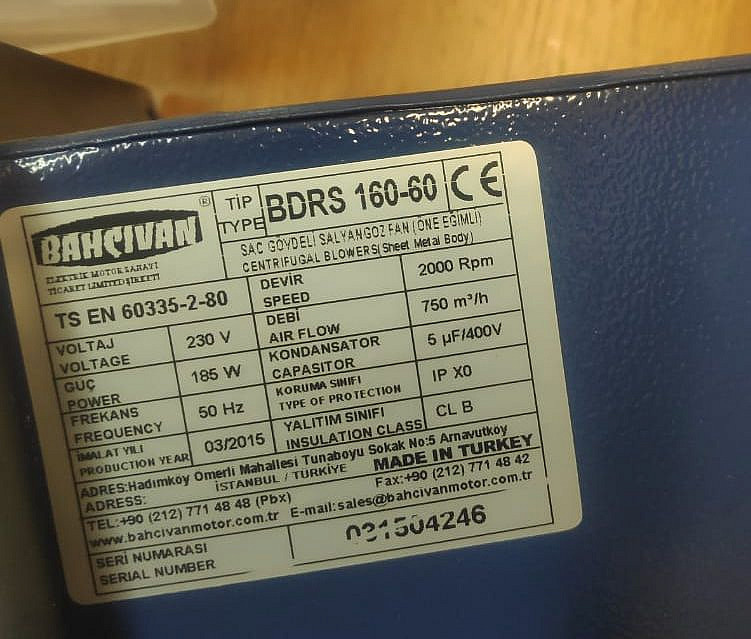 BAHÇIVAN ®
ELEKTRİK MOTOR SANAYİ
TİCARET LİMİTED ŞİRKETİ
TİP
TYPE
BDRS 160-60
CE
SAC GÖVDELİ SALYANGOZ FAN (ÖNE EĞİMLİ)
CENTRIFUGAL BLOWERS(Sheet Metal Body)
TS EN 60335-2-80
VOLTAJ
VOLTAGE
230 V
GUÇ
POWER
185 W
FREKANS
FREQUENCY
50 Hz
İMALAT YILI
PRODUCTION YEAR
03/2015
DEVİR
SPEED
2000 Rpm
DEBİ
AIR FLOW
750 m³/h
KONDANSATOR
CAPASITOR
5 µF/400V
KORUMA SINIFI
TYPE OF PROTECTION
IP X0
YALITIM SINIFI
INSULATION CLASS
CL B
ADRES:Hadımköy Ömerli Mahallesi Tunaboyu Sokak No:5 Arnavutköy
ADRESS: İSTANBUL / TÜRKİYE MADE IN TURKEY
TEL:+90 (212) 771 48 48 (Pbx) Fax:+90 (212) 771 48 42
www.bahcivanmotor.com.tr E-mail:sales@bahcivanmotor.com.tr
SERİ NUMARASI
SERIAL NUMBER
031504246